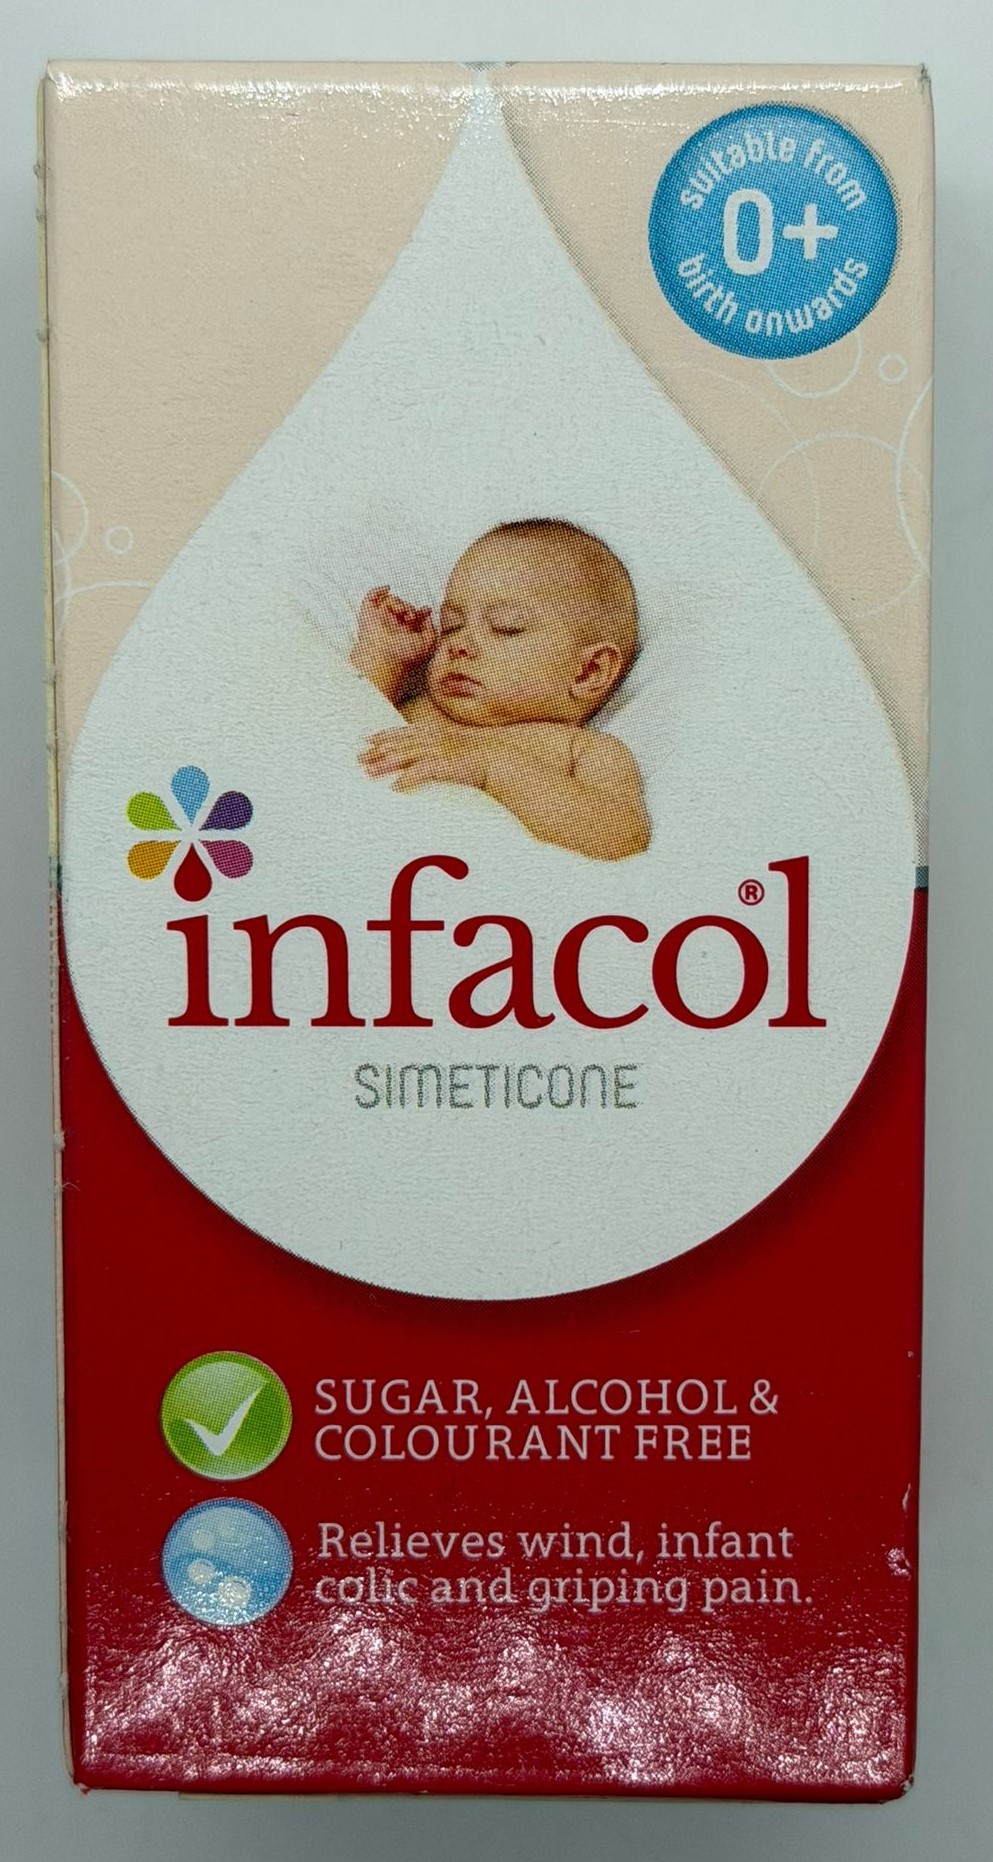 suitable from
0+
birth onwards
infacol®
SIMETICONE
SUGAR, ALCOHOL &
COLOURANT FREE
Relieves wind, infant
colic and griping pain.